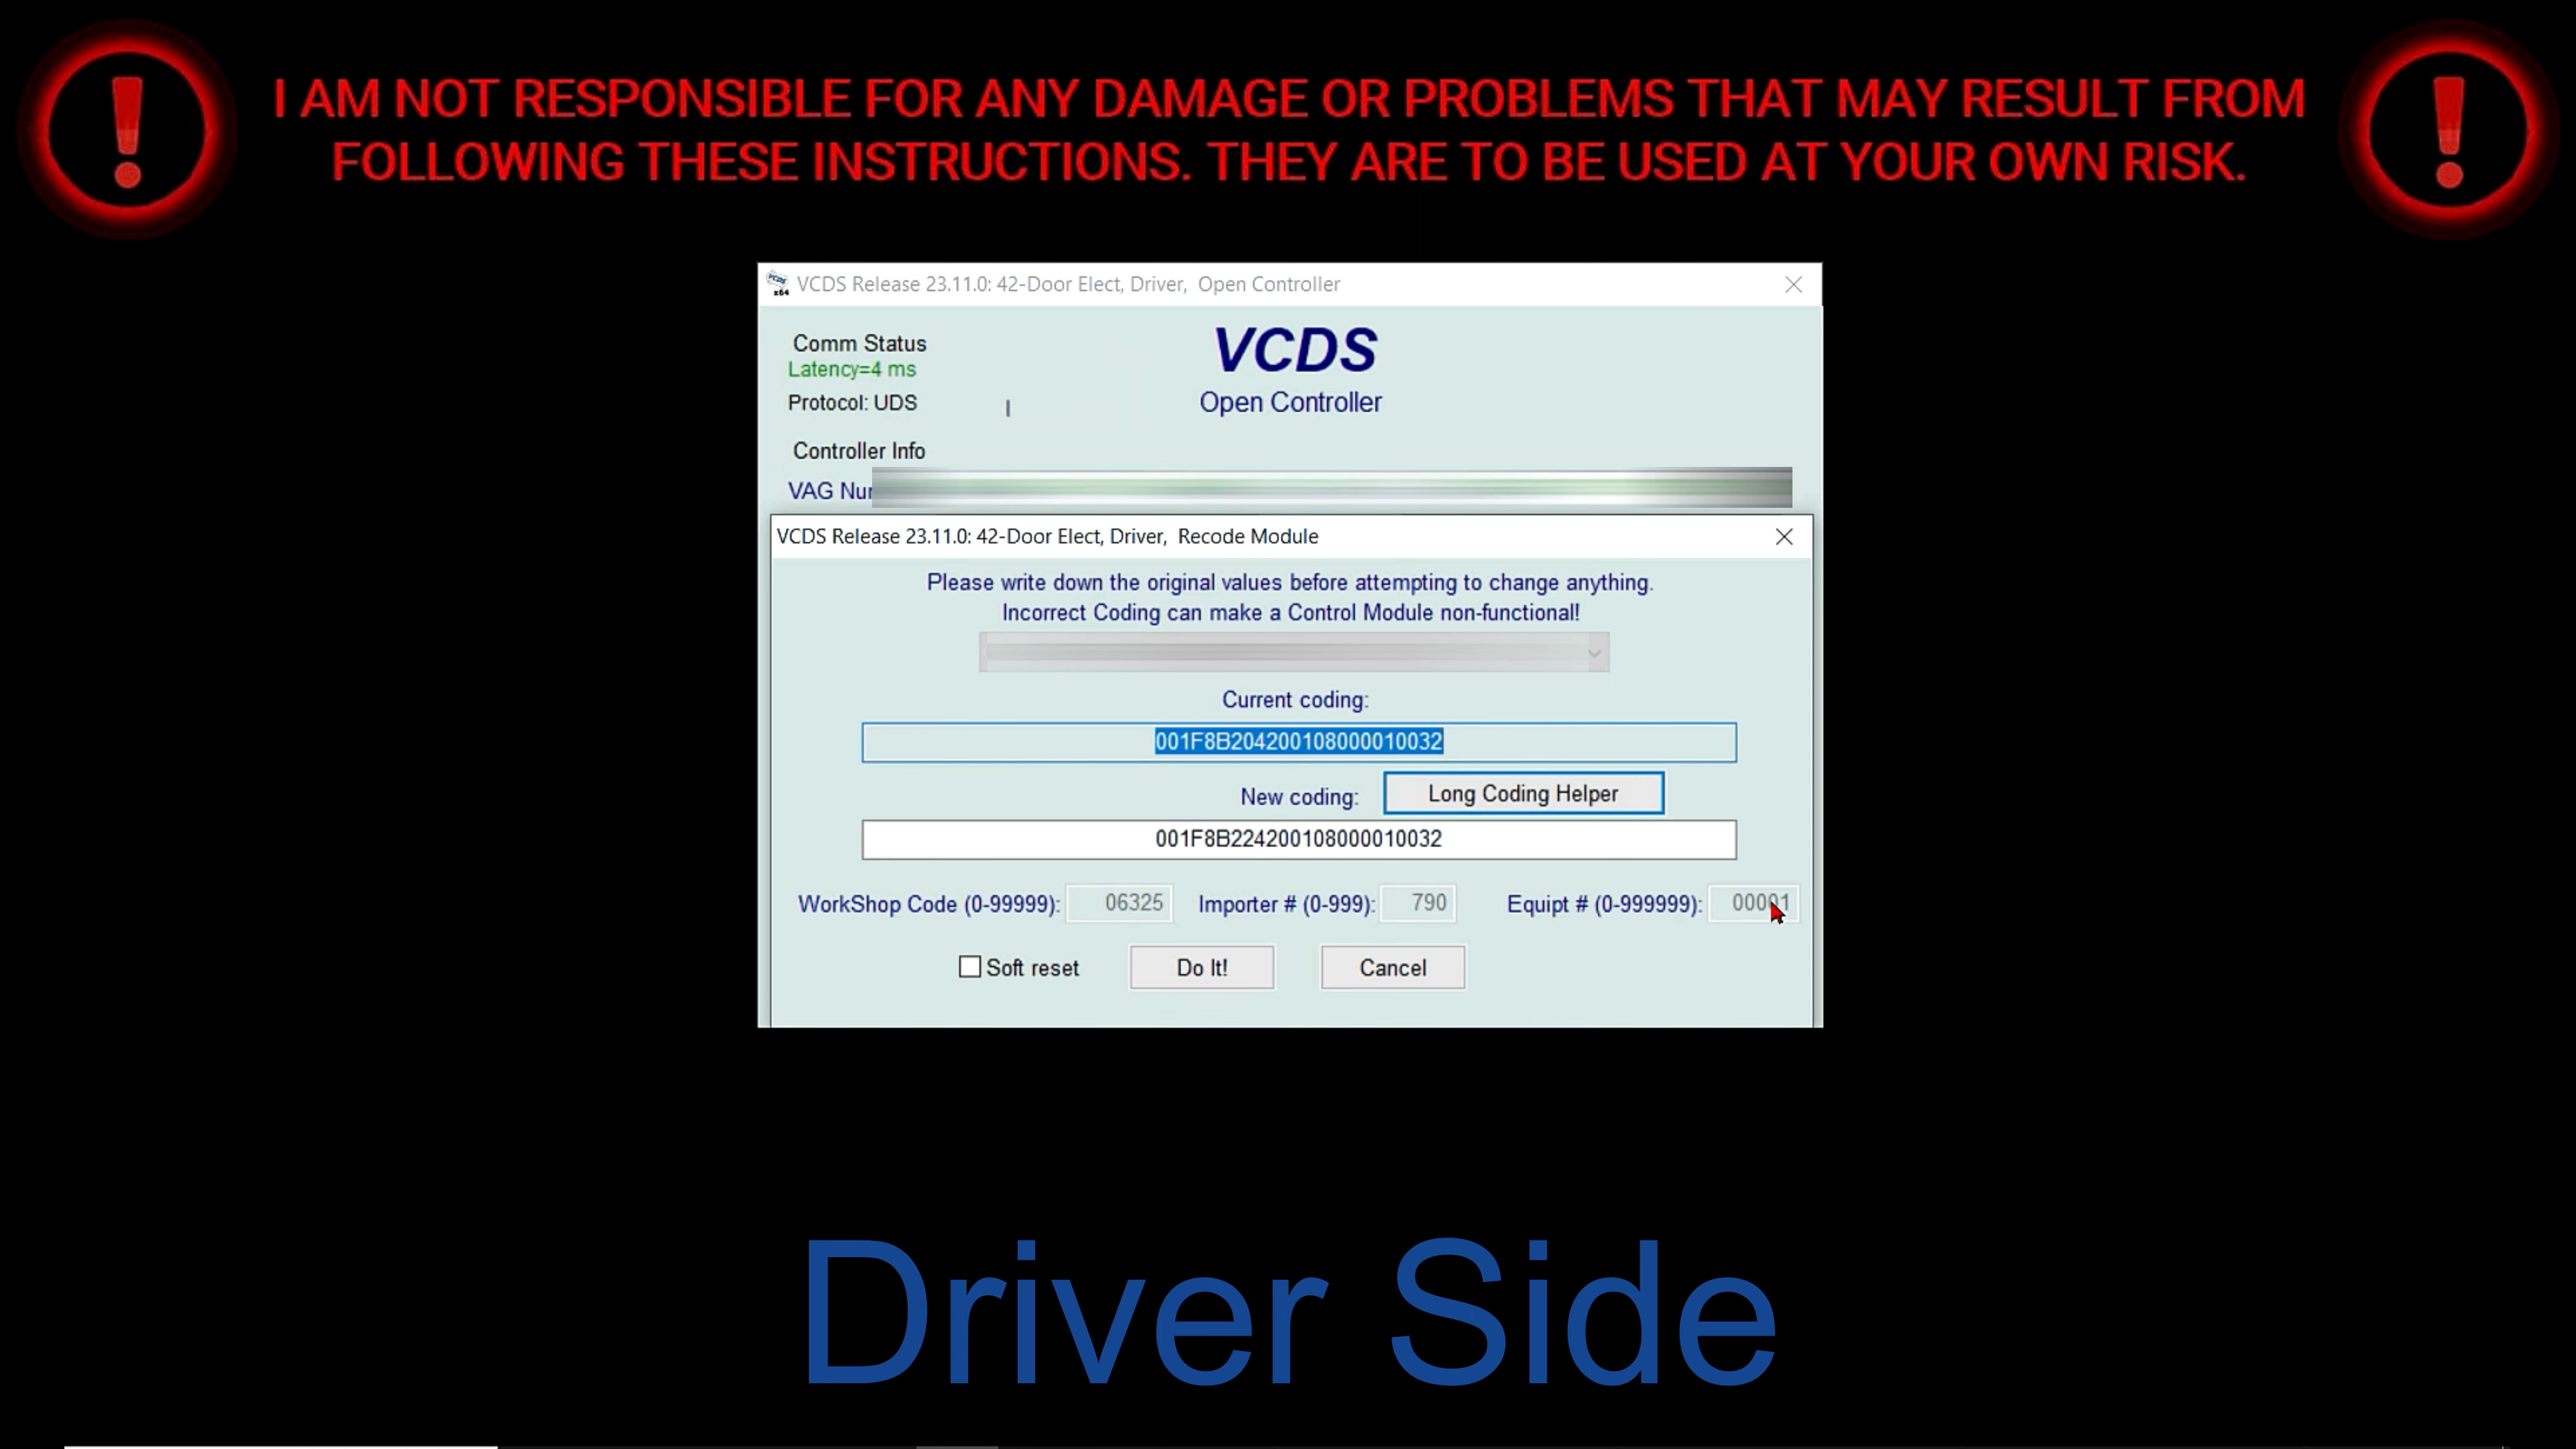 I AM NOT RESPONSIBLE FOR ANY DAMAGE OR PROBLEMS THAT MAY RESULT FROM
FOLLOWING THESE INSTRUCTIONS. THEY ARE TO BE USED AT YOUR OWN RISK.
VCDS Release 23.11.0: 42-Door Elect, Driver, Open Controller
Comm Status
Latency=4 ms
Protocol: UDS
VCDS
Open Controller
Controller Info
VAG Nur
VCDS Release 23.11.0: 42-Door Elect, Driver, Recode Module
Please write down the original values before attempting to change anything.
Incorrect Coding can make a Control Module non-functional!
Current coding:
001F8B204200108000010032
New coding: Long Coding Helper
001F8B224200108000010032
WorkShop Code (0-99999): 06325 Importer # (0-999): 790 Equipt # (0-999999): 00001
Soft reset Do It! Cancel
Driver Side